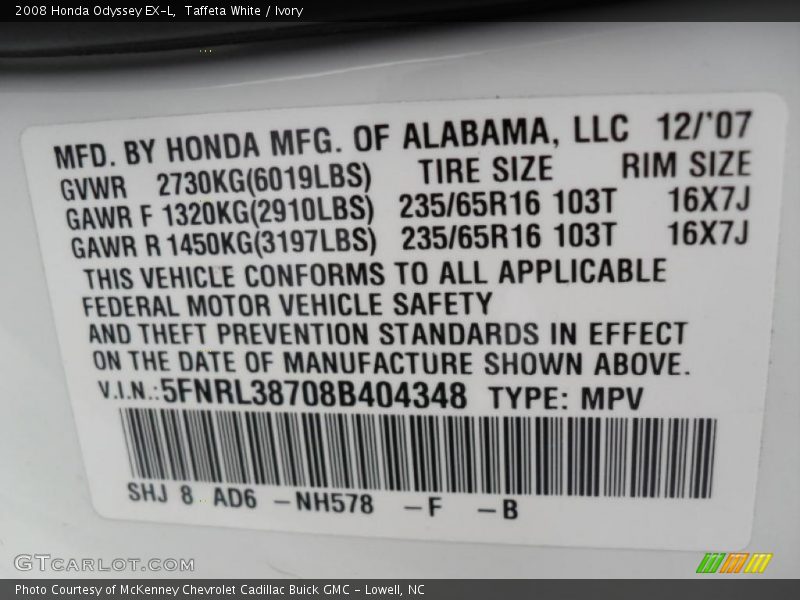 2008 Honda Odyssey EX-L,  Taffeta White / Ivory
MFD. BY HONDA MFG. OF ALABAMA, LLC 12/'07
GVWR 2730KG(6019LBS) TIRE SIZE RIM SIZE
GAWR F 1320KG(2910LBS) 235/65R16 103T 16X7J
GAWR R 1450KG(3197LBS) 235/65R16 103T 16X7J
THIS VEHICLE CONFORMS TO ALL APPLICABLE
FEDERAL MOTOR VEHICLE SAFETY
AND THEFT PREVENTION STANDARDS IN EFFECT
ON THE DATE OF MANUFACTURE SHOWN ABOVE.
V.I.N.:5FNRL38708B404348 TYPE: MPV
SHJ 8 AD6 -NH578 -F -B
GTCARLOT.COM
Photo Courtesy of McKenney Chevrolet Cadillac Buick GMC - Lowell, NC